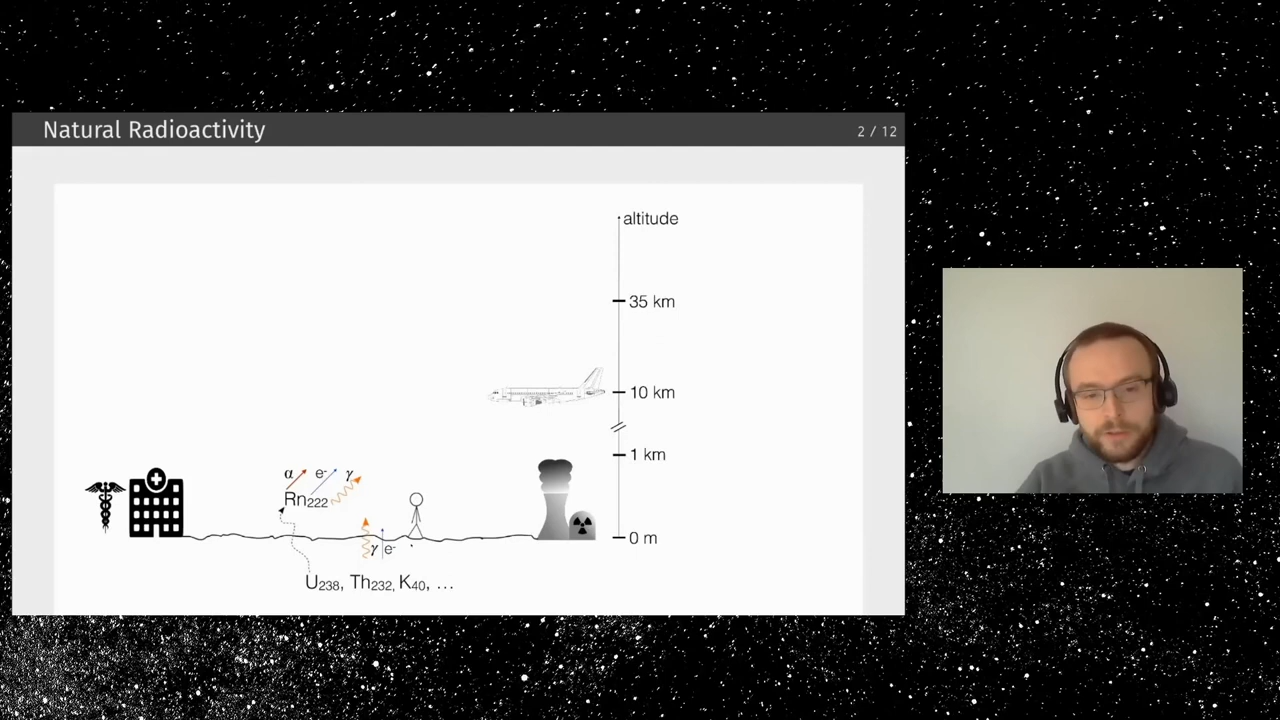 Natural Radioactivity
2 / 12
altitude
35 km
10 km
1 km
α e⁻ γ
Rn₂₂₂
0 m
γ e⁻
U₂₃₈, Th₂₃₂, K₄₀, …